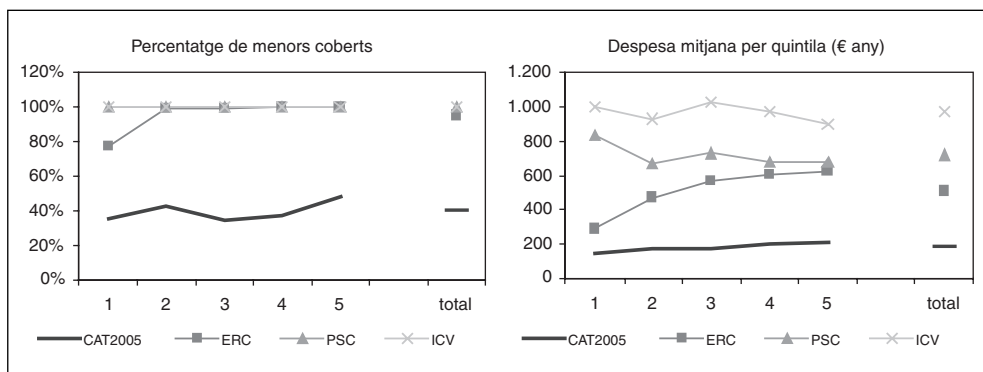 Percentatge de menors coberts
120%
100%
80%
60%
40%
20%
0%
1 2 3 4 5 total
CAT2005 ERC PSC ICV
Despesa mitjana per quintila (€ any)
1.200
1.000
800
600
400
200
0
1 2 3 4 5 total
CAT2005 ERC PSC ICV